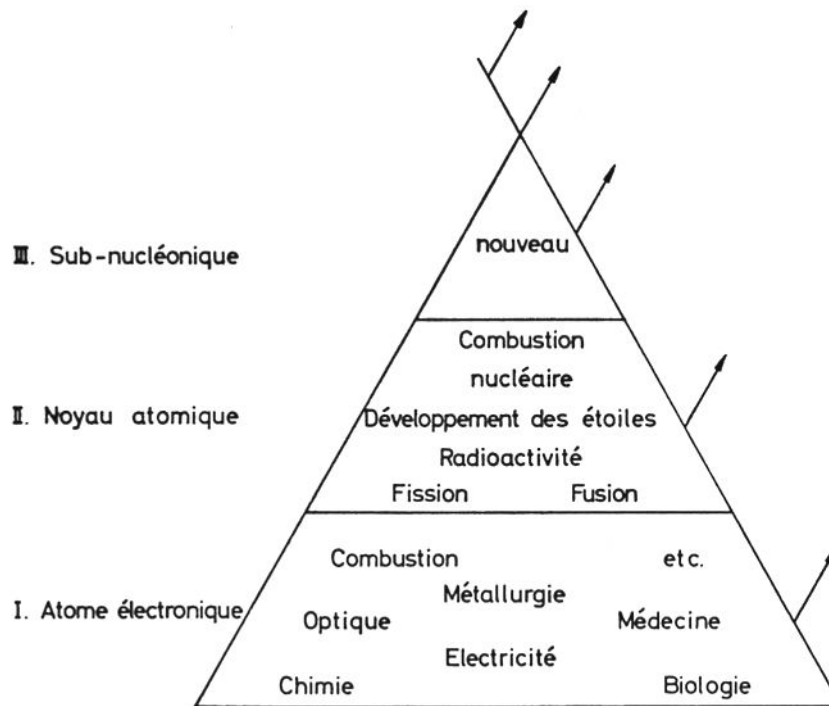 III. Sub-nucléonique
nouveau
Combustion
nucléaire
II. Noyau atomique
Développement des étoiles
Radioactivité
Fission Fusion
Combustion etc.
Métallurgie
I. Atome électronique
Optique Médecine
Electricité
Chimie Biologie